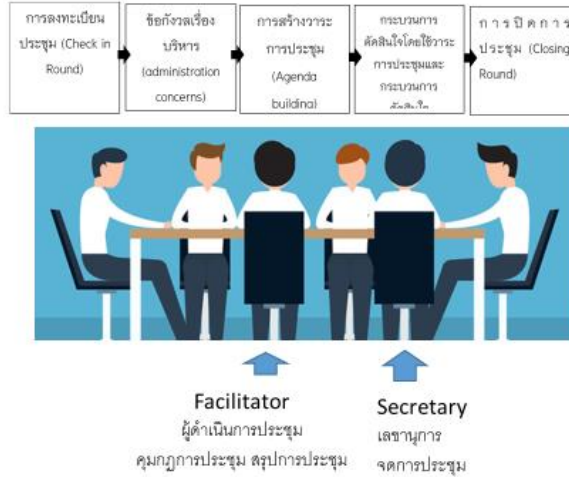 การลงทะเบียน
ประชุม (Check in
Round)
ข้อกังวลเรื่อง
บริหาร
(administration
concerns)
การสร้างวาระ
การประชุม
(Agenda
building)
กระบวนการ
ตัดสินใจโดยใช้วาระ
การประชุมและ
กระบวนการ
ตัดสินใจ
ก า ร ปิ ด ก า ร
ประชุม (Closing
Round)
Facilitator
ผู้ดำเนินการประชุม
คุมกฎการประชุม สรุปการประชุม
Secretary
เลขานุการ
จดการประชุม